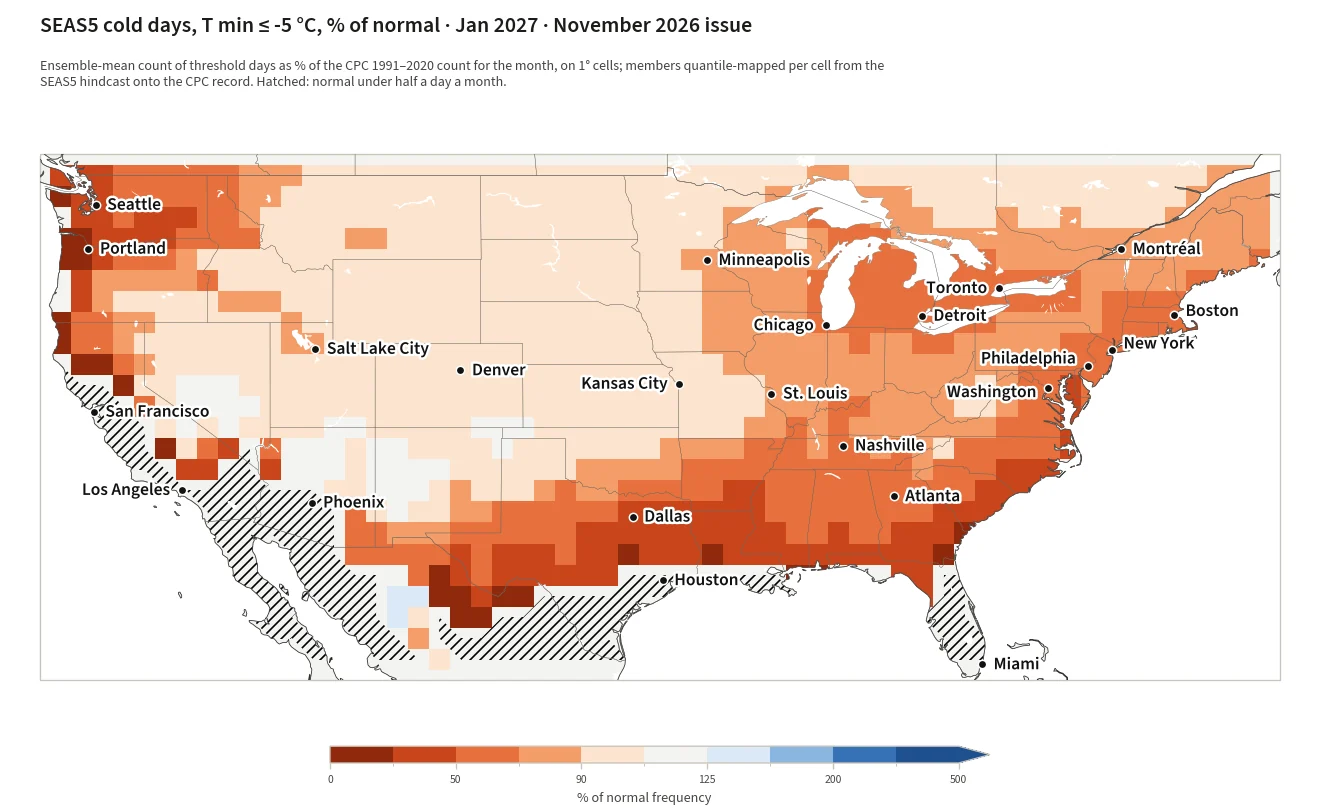 SEAS5 cold days, T min ≤ -5 °C, % of normal · Jan 2027 · November 2026 issue
Ensemble-mean count of threshold days as % of the CPC 1991–2020 count for the month, on 1° cells; members quantile-mapped per cell from the
SEAS5 hindcast onto the CPC record. Hatched: normal under half a day a month.
Seattle
Portland
Montréal
Minneapolis
Toronto
Boston
Detroit
Chicago
New York
Salt Lake City
Philadelphia
Denver
Kansas City
Washington
St. Louis
San Francisco
Nashville
Los Angeles
Phoenix
Atlanta
Dallas
Houston
Miami
0 50 90 125 200 500
% of normal frequency